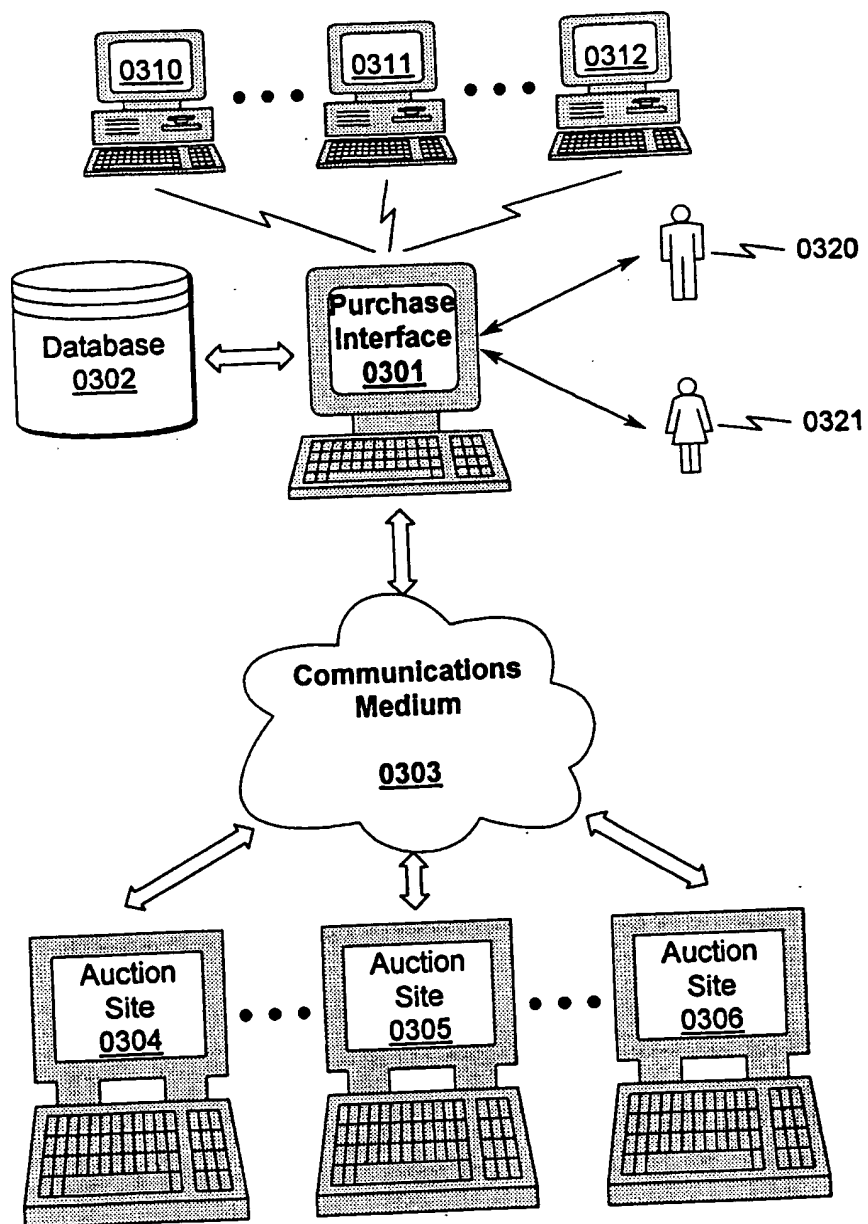 0310
0311
0312
0320
Purchase
Interface
0301
Database
0302
0321
Communications
Medium
0303
Auction
Site
0304
Auction
Site
0305
Auction
Site
0306